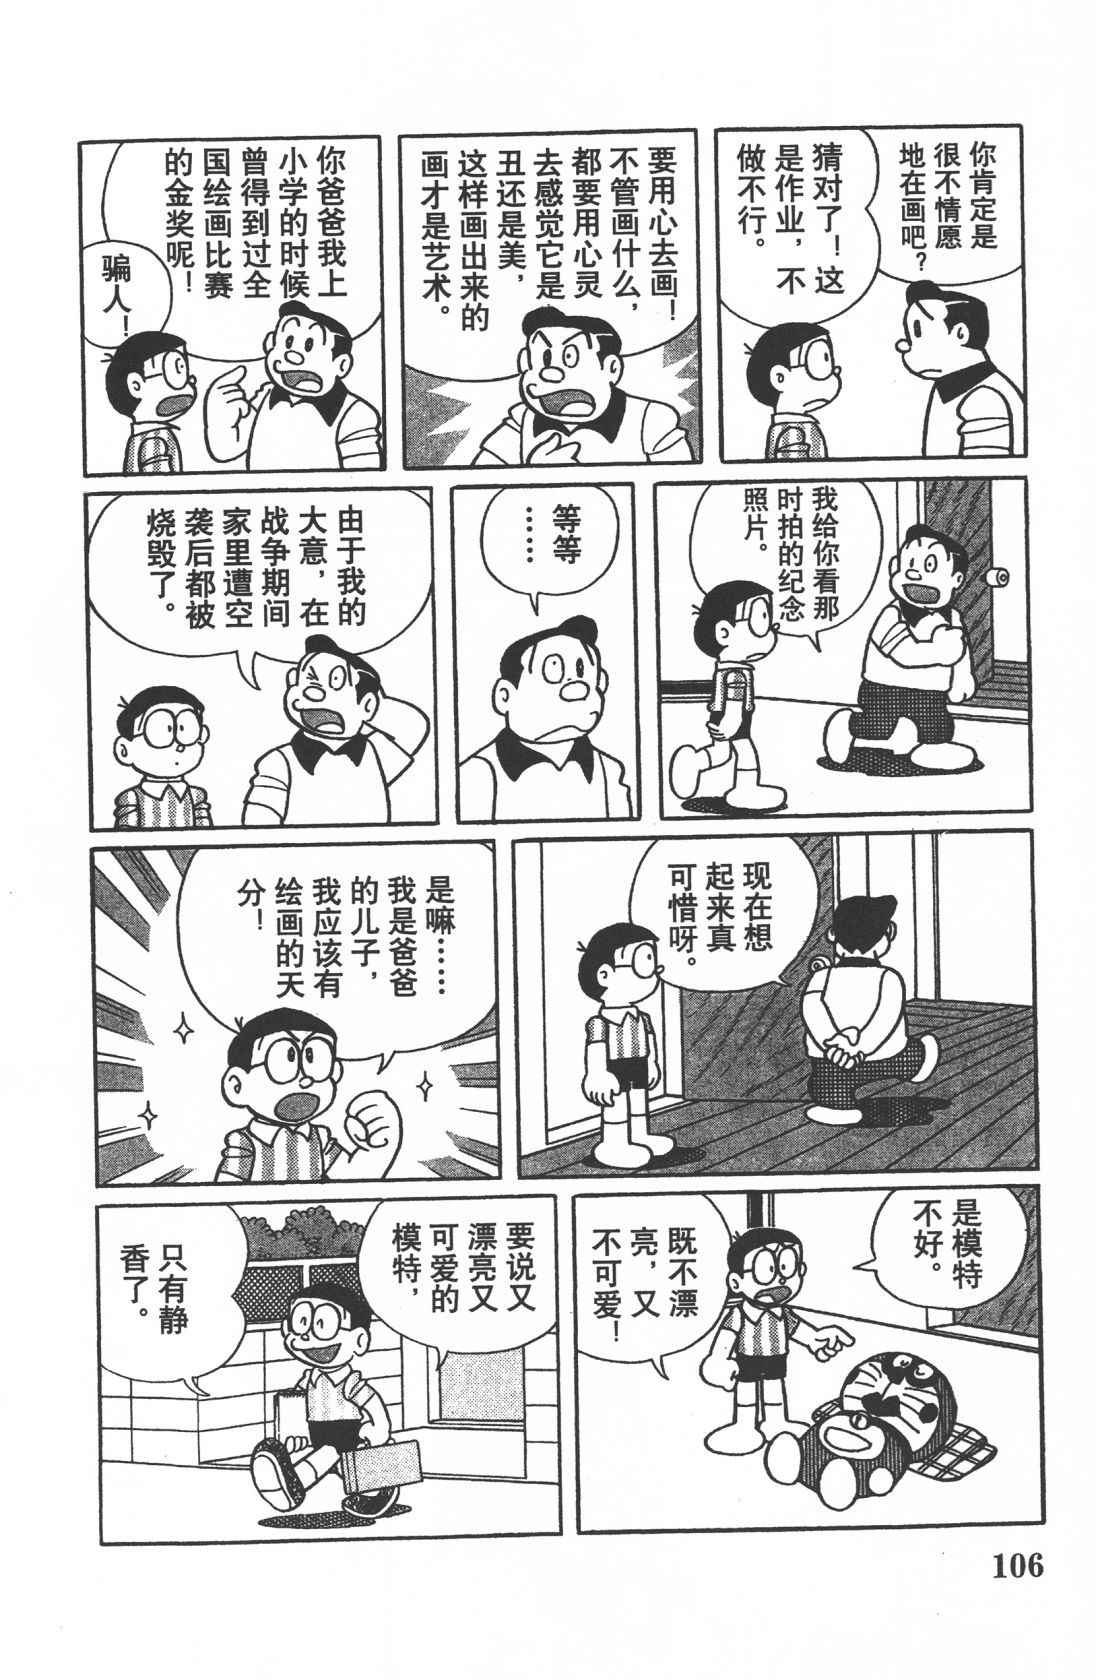 你肯定是
很不情愿
地在画吧？
猜对了！这
是作业，不
做不行。
要用心去画！
不管画什么，
都要用心灵
去感觉它是
丑还是美，
这样画出来的
画才是艺术。
你爸爸我上
小学的时候
曾得到过全
国绘画比赛
的金奖呢！
骗
人！
我给你看那
时拍的纪念
照片。
等等
……
由于我的
大意，在
战争期间
家里遭空
袭后都被
烧毁了。
现在想
起来真
可惜呀。
是嘛……
我是爸爸
的儿子，
我应该有
绘画的天
分！
是模特
不好。
既不漂
亮，又
不可爱！
要说又
漂亮又
可爱的
模特，
只有静
香了。
106